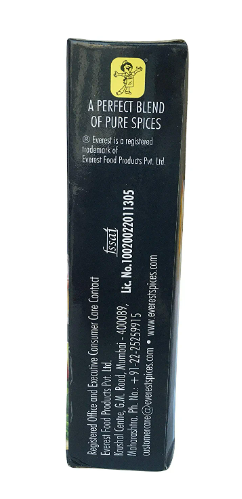 A PERFECT BLEND
OF PURE SPICES
® Everest is a registered
trademark of
Everest Food Products Pvt. Ltd.
fssai
Lic. No.10020022011305
Registered Office and Executive Consumer Care Contact
Everest Food Products Pvt. Ltd.
Kaushal Centre, G.M. Road, Mumbai - 400089,
Maharashtra. Ph. No.: +91-22-25259915
customercare@everestspices.com • www.everestspices.com